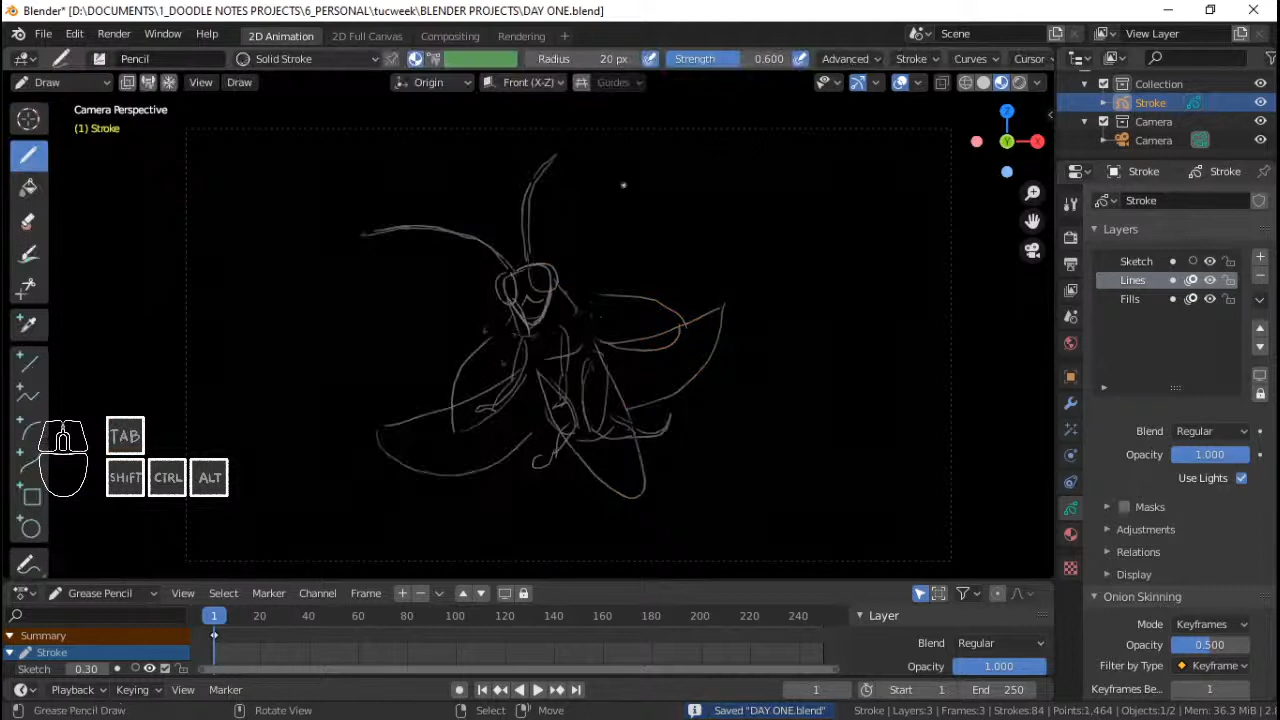 Blender* [D:\DOCUMENTS\1_DOODLE NOTES PROJECTS\6_PERSONAL\tucweek\BLENDER PROJECTS\DAY ONE.blend]
File Edit Render Window Help 2D Animation 2D Full Canvas Compositing Rendering Scene View Layer
Pencil Solid Stroke Radius 20 px Strength 0.600 Advanced Stroke Curves Cursor
Draw View Draw Origin Front (X-Z) Guides
Camera Perspective
(1) Stroke
Z
Y
X
Collection
Stroke
Camera
Camera
Stroke Stroke
Stroke
Layers
Sketch
Lines
Fills
Blend Regular
Opacity 1.000
Use Lights
Masks
Adjustments
Relations
Display
Onion Skinning
Mode Keyframes
Opacity 0.500
Filter by Type Keyframe
Keyframes Be... 1
TAB
SHIFT CTRL ALT
Grease Pencil View Select Marker Channel Frame
1 20 40 60 80 100 120 140 160 180 200 220 240
Summary
Stroke
Sketch 0.30
Layer
Blend Regular
Opacity 1.000
Playback Keying View Marker 1 Start 1 End 250
Grease Pencil Draw Rotate View Select Move Saved "DAY ONE.blend" Stroke | Layers:3 | Frames:3 | Strokes:84 | Points:1,464 | Objects:1/2 | Mem: 36.3 MiB | 2.